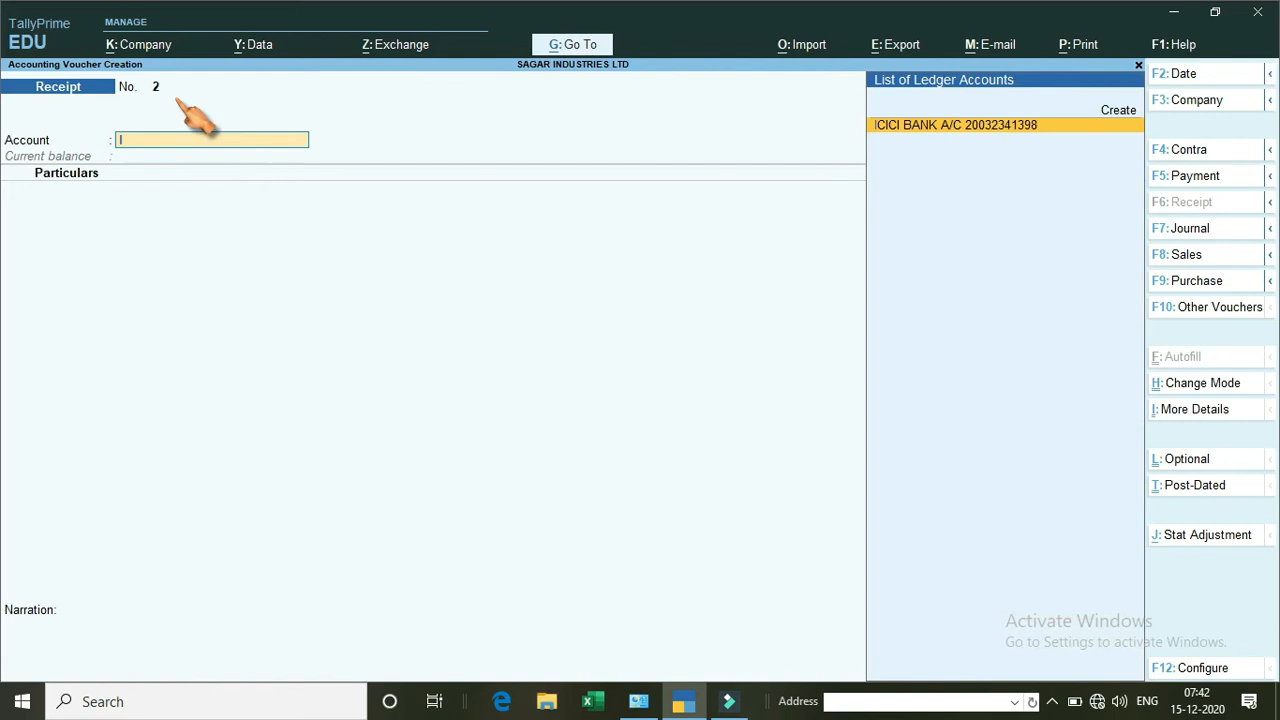 TallyPrime
EDU
MANAGE
K: Company
Y: Data
Z: Exchange
G: Go To
O: Import
E: Export
M: E-mail
P: Print
F1: Help
Accounting Voucher Creation
SAGAR INDUSTRIES LTD
Receipt No. 2
Account : I
Current balance :
Particulars
Narration:
List of Ledger Accounts
Create
ICICI BANK A/C 20032341398
F2: Date
F3: Company
F4: Contra
F5: Payment
F6: Receipt
F7: Journal
F8: Sales
F9: Purchase
F10: Other Vouchers
F: Autofill
H: Change Mode
I: More Details
L: Optional
T: Post-Dated
J: Stat Adjustment
Activate Windows
Go to Settings to activate Windows.
F12: Configure
Search
Address
ENG
07:42
15-12-2020